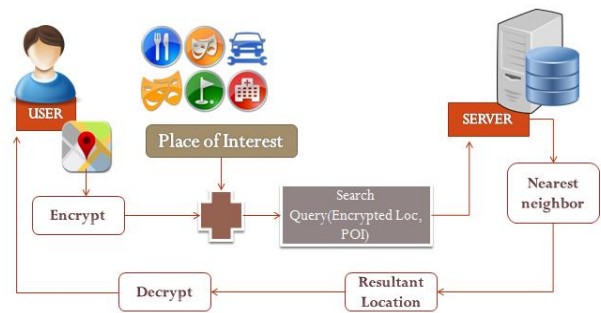 USER
Place of Interest
SERVER
Encrypt
Search
Query(Encrypted Loc,
POI)
Nearest
neighbor
Decrypt
Resultant
Location